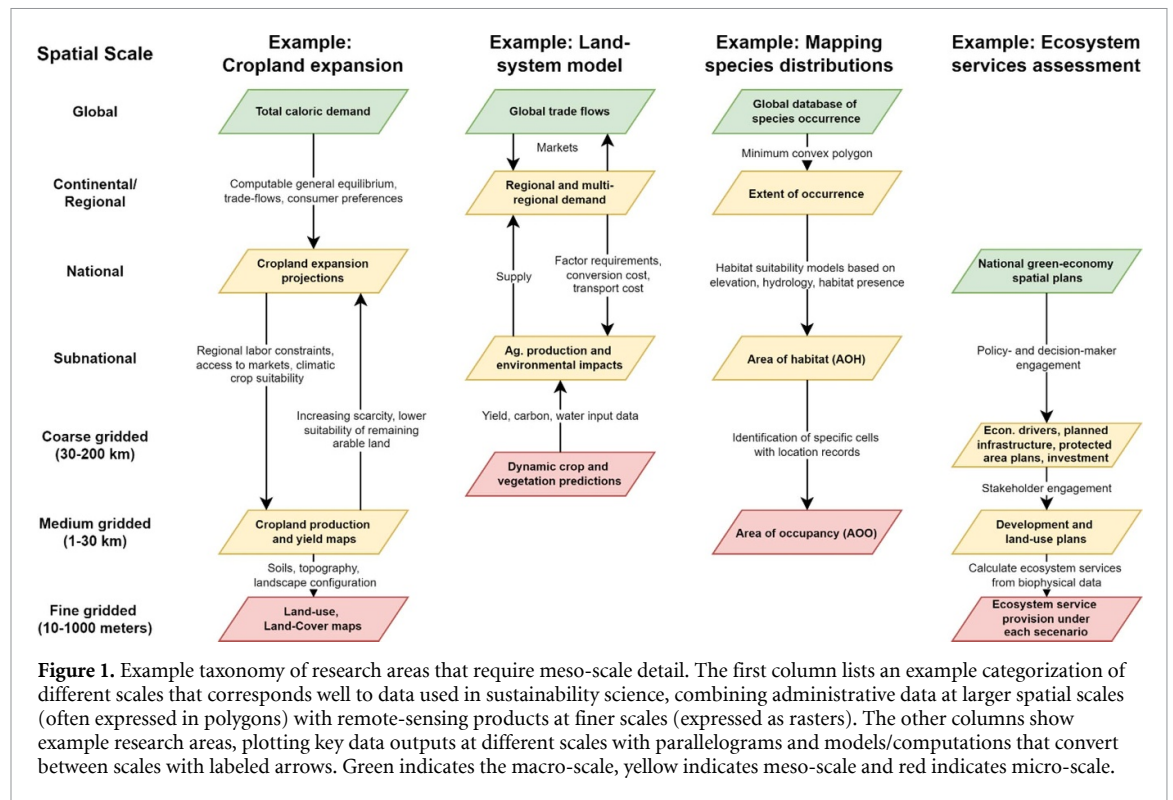 Spatial Scale
Example:
Cropland expansion
Example: Land-
system model
Example: Mapping
species distributions
Example: Ecosystem
services assessment
Global
Total caloric demand
Global trade flows
Global database of
species occurrence
Markets
Minimum convex polygon
Continental/
Regional
Computable general equilibrium,
trade-flows, consumer preferences
Regional and multi-
regional demand
Extent of occurrence
National
Cropland expansion
projections
Supply
Factor requirements,
conversion cost,
transport cost
Habitat suitability models based on
elevation, hydrology, habitat presence
National green-economy
spatial plans
Subnational
Regional labor constraints,
access to markets, climatic
crop suitability
Ag. production and
environmental impacts
Area of habitat (AOH)
Policy- and decision-maker
engagement
Increasing scarcity, lower
suitability of remaining
arable land
Yield, carbon, water input data
Coarse gridded
(30-200 km)
Dynamic crop and
vegetation predictions
Identification of specific cells
with location records
Econ. drivers, planned
infrastructure, protected
area plans, investment
Stakeholder engagement
Medium gridded
(1-30 km)
Cropland production
and yield maps
Area of occupancy (AOO)
Development and
land-use plans
Soils, topography,
landscape configuration
Calculate ecosystem services
from biophysical data
Fine gridded
(10-1000 meters)
Land-use,
Land-Cover maps
Ecosystem service
provision under
each secenario
Figure 1. Example taxonomy of research areas that require meso-scale detail. The first column lists an example categorization of
different scales that corresponds well to data used in sustainability science, combining administrative data at larger spatial scales
(often expressed in polygons) with remote-sensing products at finer scales (expressed as rasters). The other columns show
example research areas, plotting key data outputs at different scales with parallelograms and models/computations that convert
between scales with labeled arrows. Green indicates the macro-scale, yellow indicates meso-scale and red indicates micro-scale.